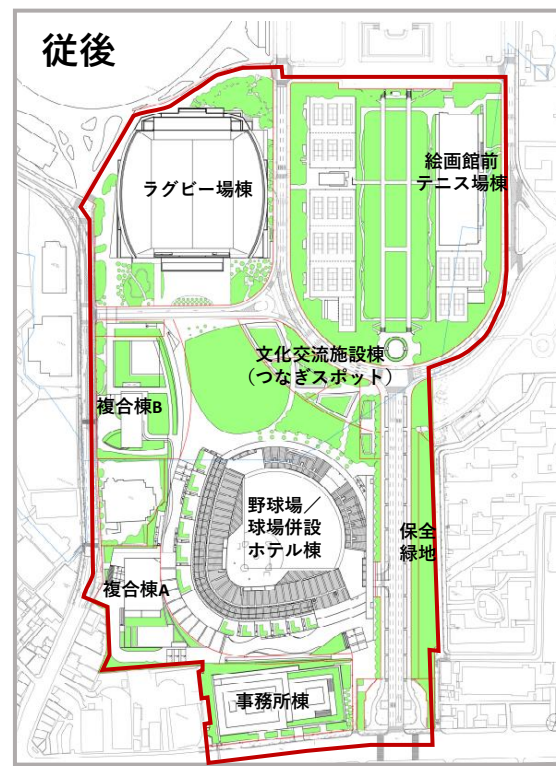 従後
ラグビー場棟
絵画館前
テニス場棟
文化交流施設棟
（つなぎスポット）
複合棟B
野球場／
球場併設
ホテル棟
保全
緑地
複合棟A
事務所棟